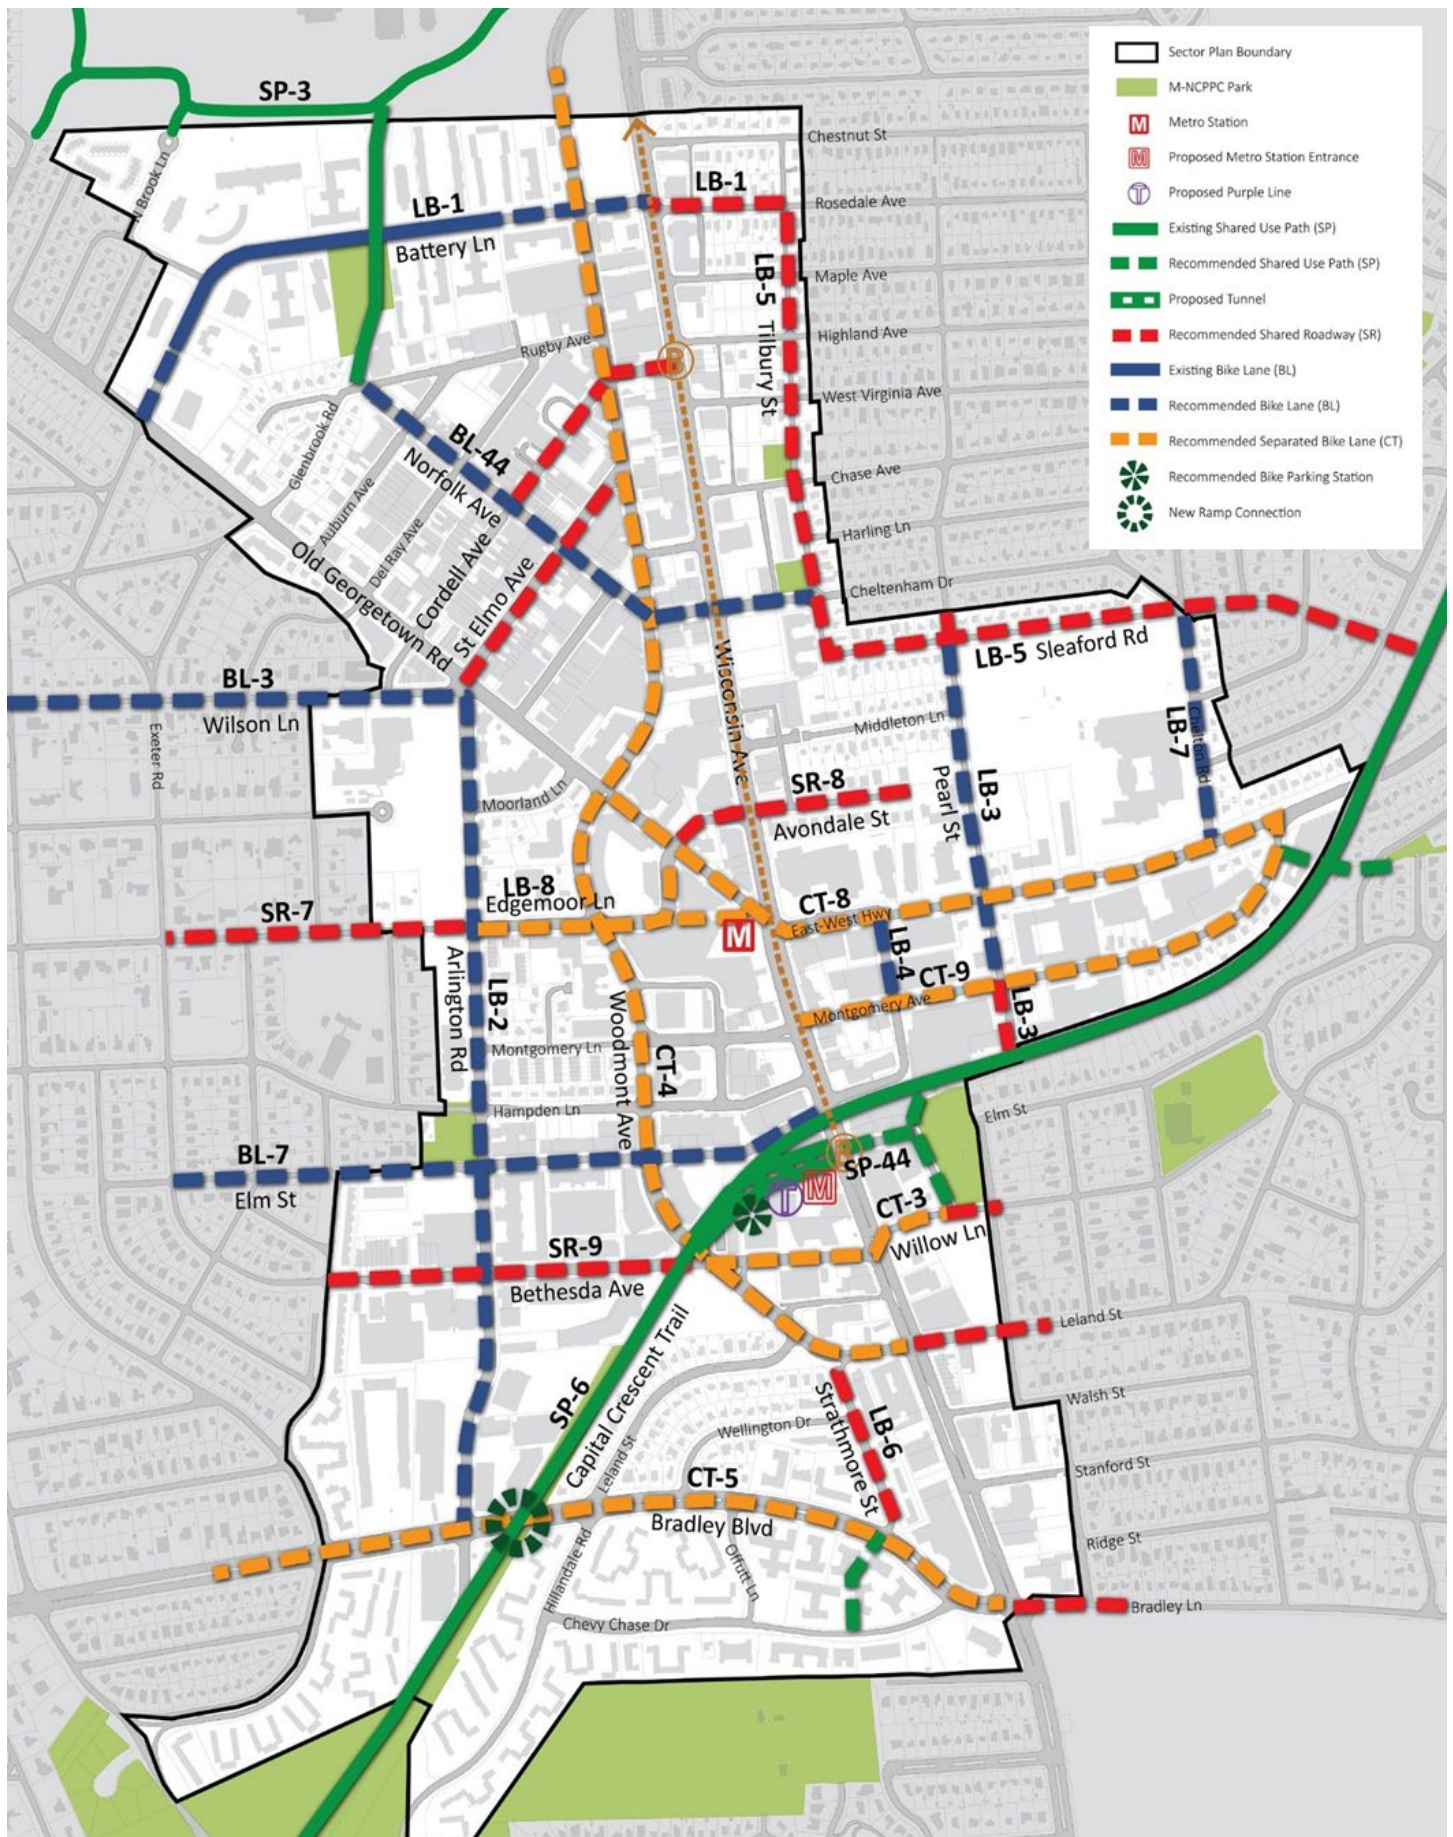 Sector Plan Boundary
M-NCPPC Park
M
Metro Station
M
Proposed Metro Station Entrance
T
Proposed Purple Line
Existing Shared Use Path (SP)
Recommended Shared Use Path (SP)
Proposed Tunnel
Recommended Shared Roadway (SR)
Existing Bike Lane (BL)
Recommended Bike Lane (BL)
Recommended Separated Bike Lane (CT)
Recommended Bike Parking Station
New Ramp Connection
SP-3
Chestnut St
N Brook Ln
LB-1
LB-1
Rosedale Ave
Battery Ln
LB-5
Tilbury St
Maple Ave
Highland Ave
Rugby Ave
B
West Virginia Ave
Glenbrook Rd
BL-44
Norfolk Ave
Chase Ave
Auburn Ave
Del Ray Ave
Cordell Ave
St Elmo Ave
Harling Ln
Old Georgetown Rd
Cheltenham Dr
LB-5 Sleaford Rd
Wisconsin Ave
BL-3
Wilson Ln
Exeter Rd
Middleton Ln
Chelton Rd
LB-7
Moorland Ln
SR-8
Avondale St
Pearl St
LB-3
LB-8
Edgemoor Ln
SR-7
CT-8
East-West Hwy
M
LB-4
CT-9
Montgomery Ave
LB-3
Arlington Rd
LB-2
Woodmont Ave
Montgomery Ln
CT-4
Hampden Ln
Elm St
BL-7
Elm St
B
SP-44
M
T
CT-3
Willow Ln
SR-9
Bethesda Ave
Leland St
SP-6
Capital Crescent Trail
Leland St
Walsh St
Wellington Dr
Strathmore St
LB-6
Stanford St
CT-5
Bradley Blvd
Ridge St
Hillandale Rd
Offutt Ln
Bradley Ln
Chevy Chase Dr